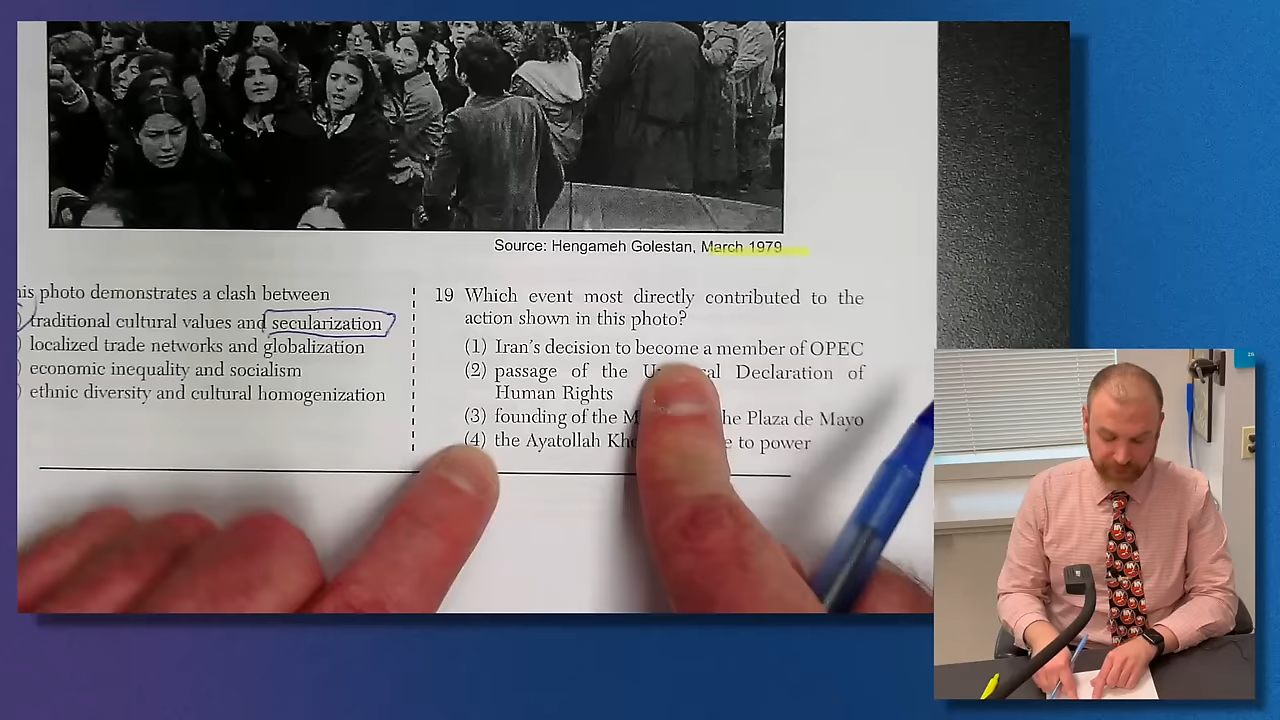 Source: Hengameh Golestan, March 1979
his photo demonstrates a clash between
traditional cultural values and secularization
localized trade networks and globalization
economic inequality and socialism
ethnic diversity and cultural homogenization
19 Which event most directly contributed to the
action shown in this photo?
(1) Iran's decision to become a member of OPEC
(2) passage of the Declaration of
Human Rights
(3) founding of the Plaza de Mayo
(4) the Ayatollah to power